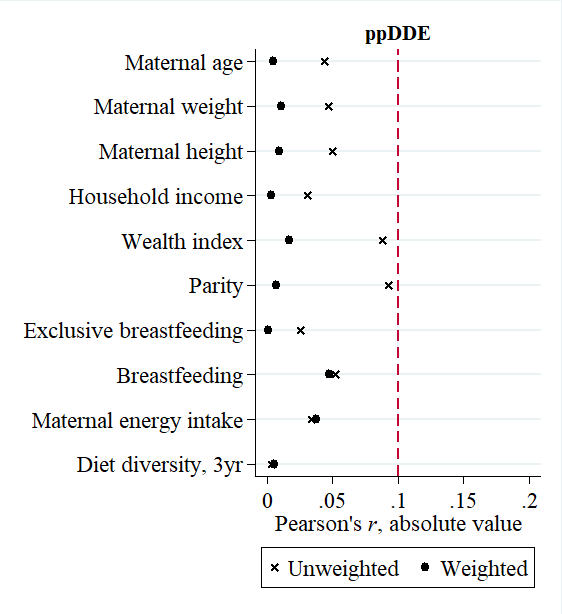 ppDDE
Maternal age
Maternal weight
Maternal height
Household income
Wealth index
Parity
Exclusive breastfeeding
Breastfeeding
Maternal energy intake
Diet diversity, 3yr
0 .05 .1 .15 .2
Pearson's r, absolute value
Unweighted Weighted